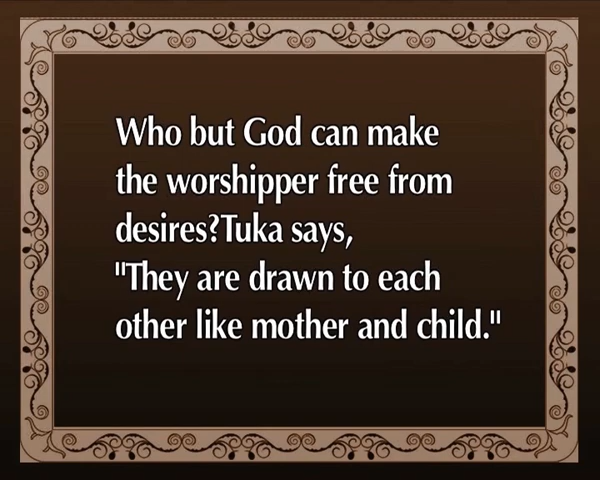 Who but God can make
the worshipper free from
desires?Tuka says,
"They are drawn to each
other like mother and child."